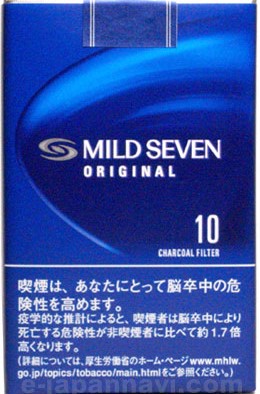 MILD SEVEN
ORIGINAL
10
CHARCOAL FILTER
喫煙は、あなたにとって脳卒中の危
険性を高めます。
疫学的な推計によると、喫煙者は脳卒中により
死亡する危険性が非喫煙者に比べて約1.7倍
高くなります。
(詳細については、厚生労働省のホーム・ページwww.mhlw.
go.jp/topics/tobacco/main.htmlをご参照ください。)
e-japannavi.com